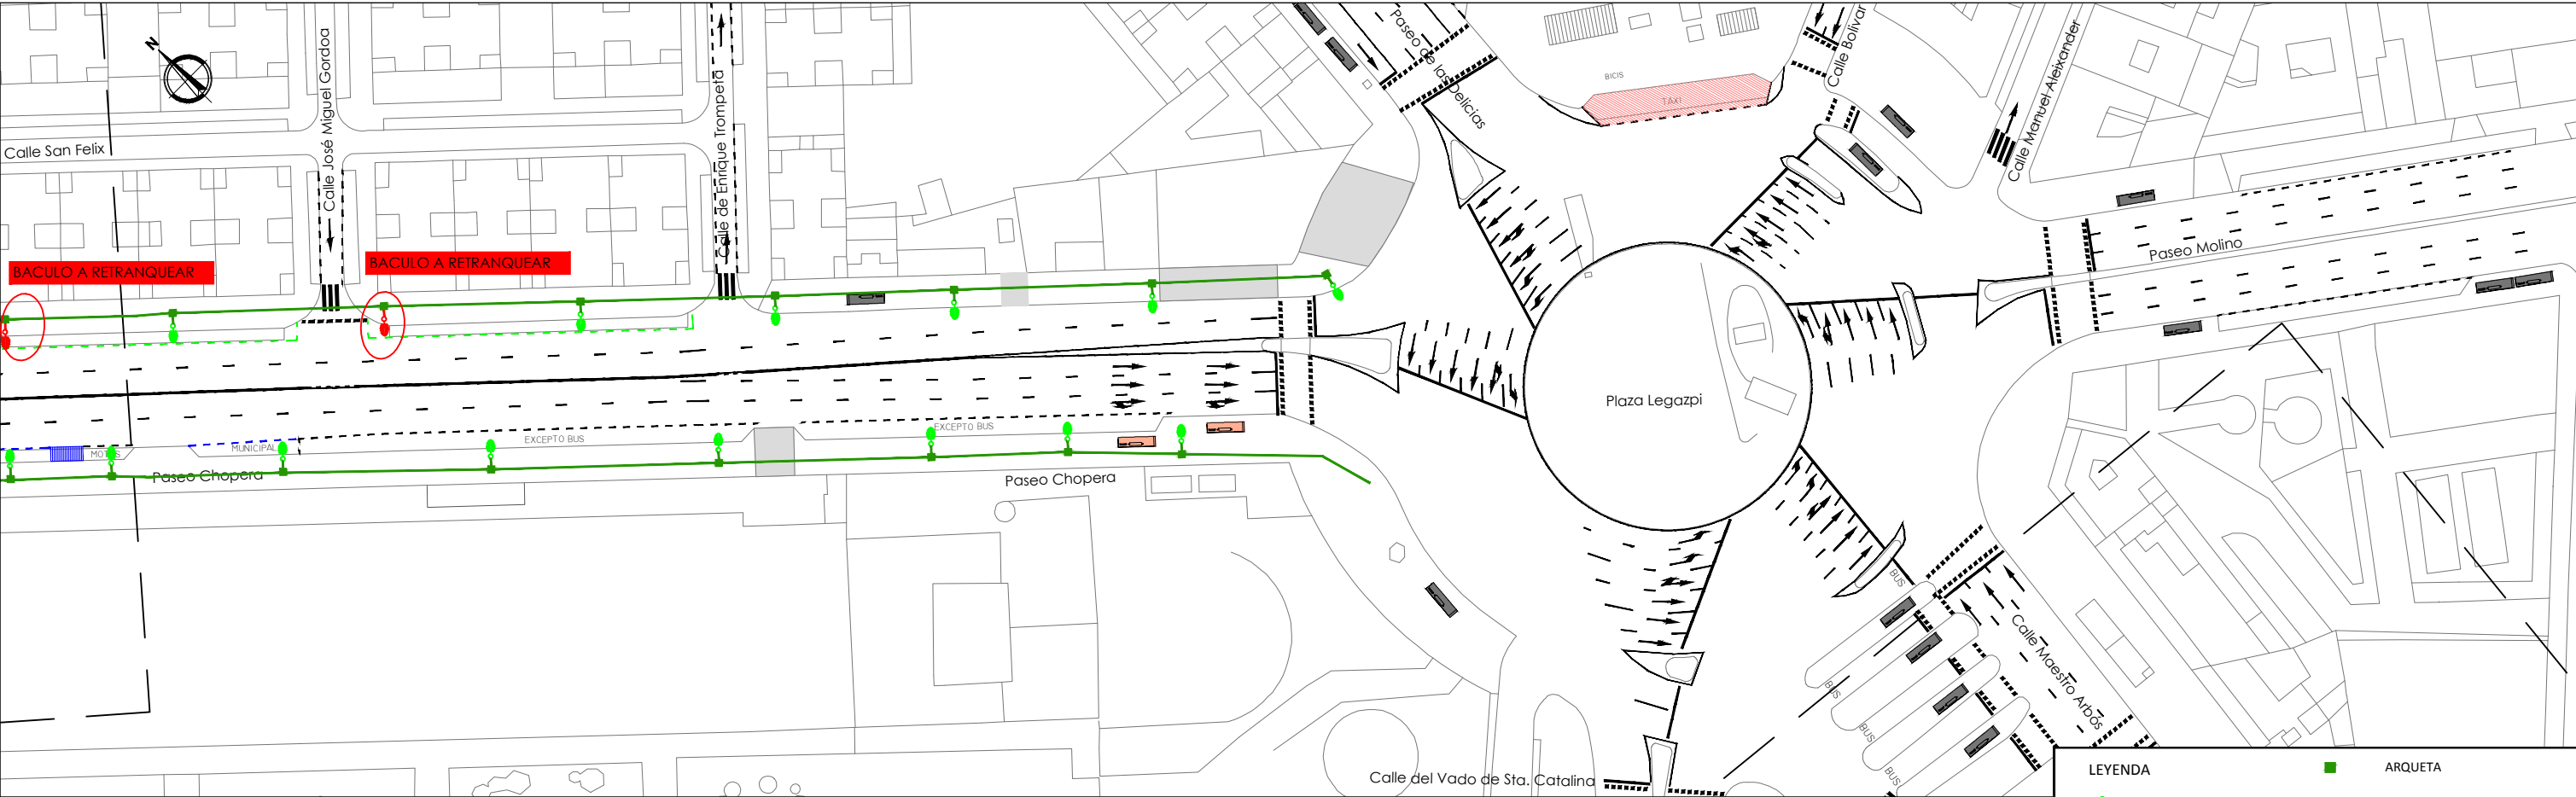 N
Calle San Felix
Calle José Miguel Gordoa
Calle de Enrique Trompeta
BACULO A RETRANQUEAR
BACULO A RETRANQUEAR
Paseo de las Delicias
BICIS
TAXI
Calle Bolivar
Calle Manuel Aleixander
Paseo Molino
Plaza Legazpi
MOTOS
MUNICIPAL
EXCEPTO BUS
EXCEPTO BUS
Paseo Chopera
Paseo Chopera
BUS
BUS
BUS
BUS
Calle Maestro Arbós
Calle del Vado de Sta. Catalina
LEYENDA
ARQUETA